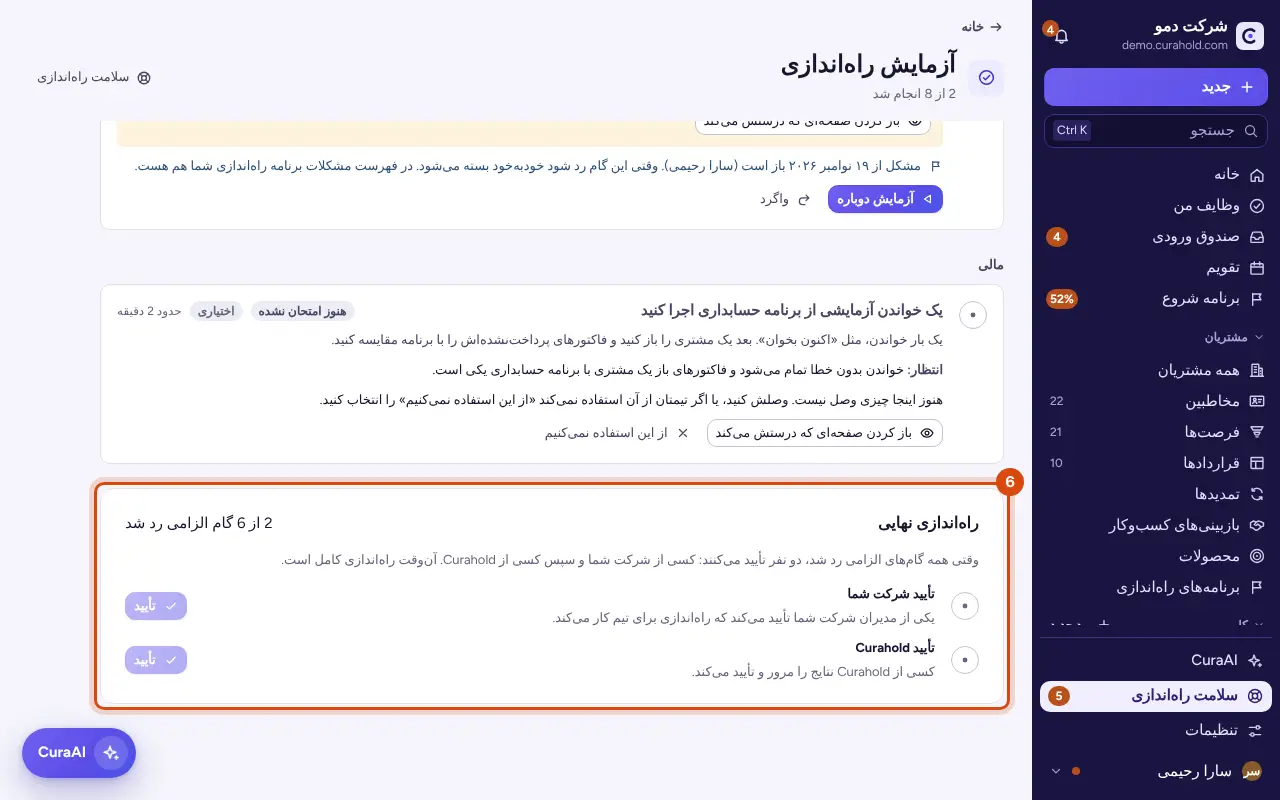 شرکت دمو
demo.curahold.com
4
جدید
جستجو
Ctrl K
خانه
وظایف من
صندوق ورودی
4
تقویم
برنامه شروع
52%
مشتریان
همه مشتریان
مخاطبین
22
فرصت‌ها
21
قراردادها
10
تمدیدها
بازبینی‌های کسب‌وکار
محصولات
برنامه‌های راه‌اندازی
CuraAI
سلامت راه‌اندازی
5
تنظیمات
سر
سارا رحیمی
خانه
آزمایش راه‌اندازی
2 از 8 انجام شد
سلامت راه‌اندازی
باز کردن صفحه‌ای که درستش می‌کند
مشکل از ۱۹ نوامبر ۲۰۲۶ باز است (سارا رحیمی). وقتی این گام رد شود خودبه‌خود بسته می‌شود. در فهرست مشکلات برنامه راه‌اندازی شما هم هست.
آزمایش دوباره
واگرد
مالی
یک خواندن آزمایشی از برنامه حسابداری اجرا کنید
هنوز امتحان نشده
اختیاری
حدود 2 دقیقه
یک بار خواندن، مثل «اکنون بخوان». بعد یک مشتری را باز کنید و فاکتورهای پرداخت‌نشده‌اش را با برنامه مقایسه کنید.
انتظار: خواندن بدون خطا تمام می‌شود و فاکتورهای باز یک مشتری با برنامه حسابداری یکی است.
هنوز اینجا چیزی وصل نیست. وصلش کنید، یا اگر تیمتان از آن استفاده نمی‌کند «از این استفاده نمی‌کنیم» را انتخاب کنید.
باز کردن صفحه‌ای که درستش می‌کند
از این استفاده نمی‌کنیم
6
راه‌اندازی نهایی
2 از 6 گام الزامی رد شد
وقتی همه گام‌های الزامی رد شد، دو نفر تأیید می‌کنند: کسی از شرکت شما و سپس کسی از Curahold. آن‌وقت راه‌اندازی کامل است.
تأیید شرکت شما
یکی از مدیران شرکت شما تأیید می‌کند که راه‌اندازی برای تیم کار می‌کند.
تأیید
تأیید Curahold
کسی از Curahold نتایج را مرور و تأیید می‌کند.
تأیید
CuraAI